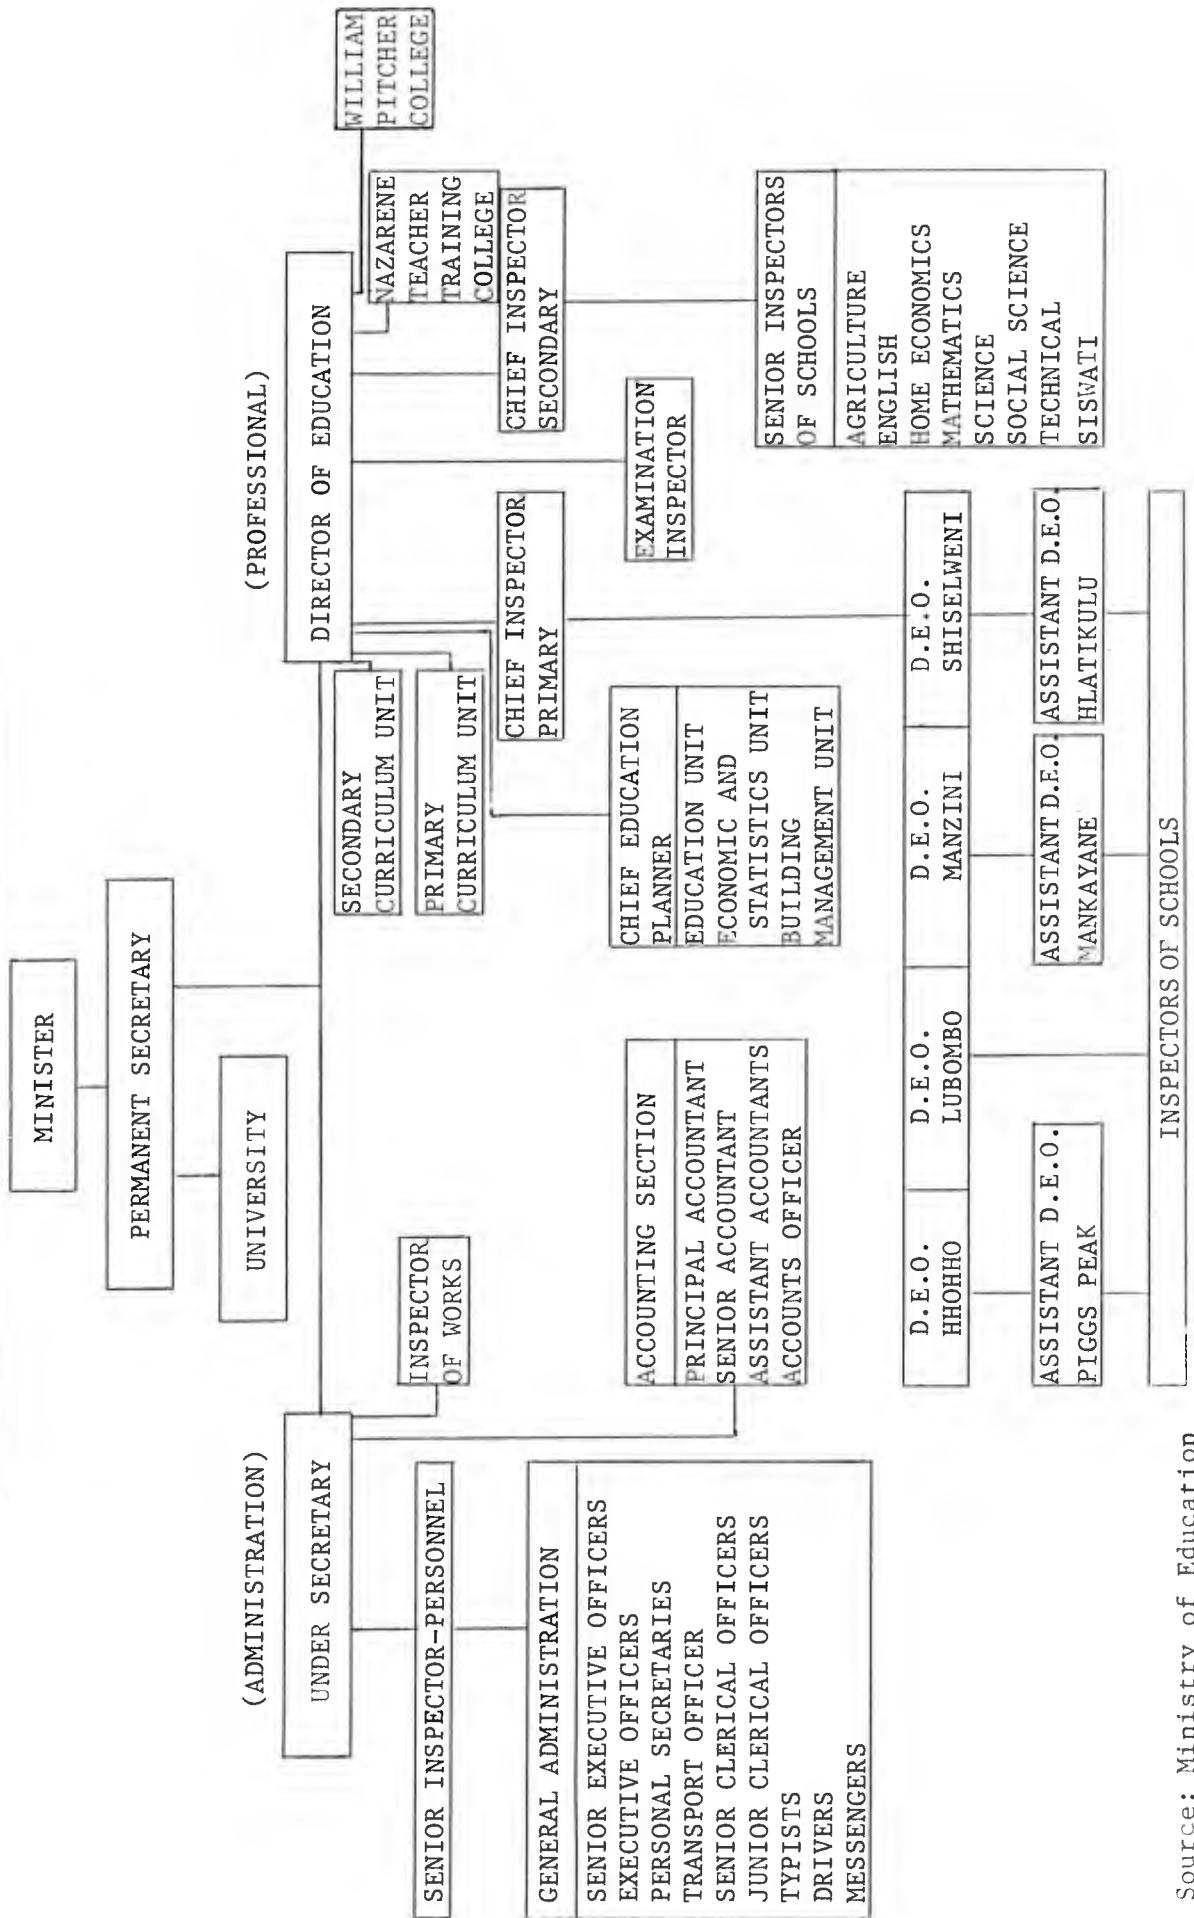 MINISTER
PERMANENT SECRETARY
UNIVERSITY
(ADMINISTRATION)
UNDER SECRETARY
INSPECTOR
OF WORKS
SENIOR INSPECTOR-PERSONNEL
GENERAL ADMINISTRATION
SENIOR EXECUTIVE OFFICERS
EXECUTIVE OFFICERS
PERSONAL SECRETARIES
TRANSPORT OFFICER
SENIOR CLERICAL OFFICERS
JUNIOR CLERICAL OFFICERS
TYPISTS
DRIVERS
MESSENGERS
ACCOUNTING SECTION
PRINCIPAL ACCOUNTANT
SENIOR ACCOUNTANT
ASSISTANT ACCOUNTANTS
ACCOUNTS OFFICER
(PROFESSIONAL)
DIRECTOR OF EDUCATION
SECONDARY
CURRICULUM UNIT
PRIMARY
CURRICULUM UNIT
CHIEF EDUCATION
PLANNER
EDUCATION UNIT
ECONOMIC AND
STATISTICS UNIT
BUILDING
MANAGEMENT UNIT
CHIEF INSPECTOR
PRIMARY
EXAMINATION
INSPECTOR
CHIEF INSPECTOR
SECONDARY
NAZARENE
TEACHER
TRAINING
COLLEGE
WILLIAM
PITCHER
COLLEGE
SENIOR INSPECTORS
OF SCHOOLS
AGRICULTURE
ENGLISH
HOME ECONOMICS
MATHEMATICS
SCIENCE
SOCIAL SCIENCE
TECHNICAL
SISWATI
D.E.O.
HHOHHO
D.E.O.
LUBOMBO
D.E.O.
MANZINI
D.E.O.
SHISELWENI
ASSISTANT D.E.O.
PIGGS PEAK
ASSISTANT D.E.O.
MANKAYANE
ASSISTANT D.E.O.
HLATIKULU
INSPECTORS OF SCHOOLS
Source: Ministry of Education